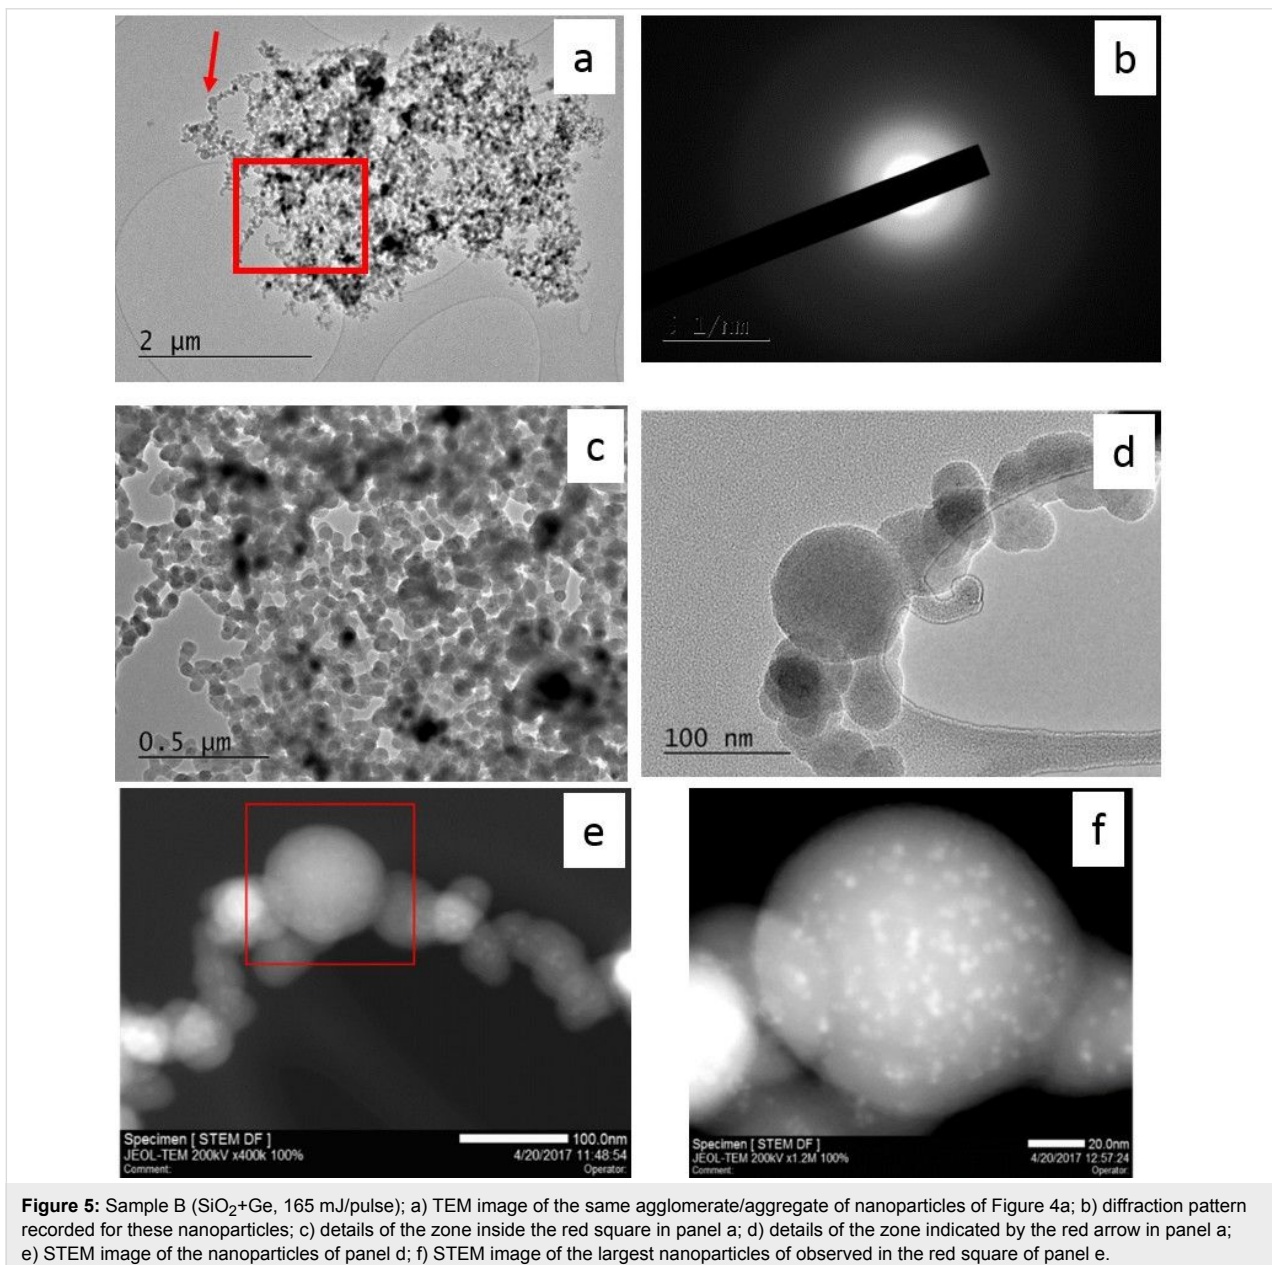 a
b
2 μm
1/nm
c
d
0.5 μm
100 nm
e
f
Specimen [ STEM DF ]
100.0nm
JEOL-TEM 200kV x400k 100%
4/20/2017 11:48:54
Comment:
Operator:
Specimen [ STEM DF ]
20.0nm
JEOL-TEM 200kV x1.2M 100%
4/20/2017 12:57:24
Comment:
Operator:
Figure 5: Sample B (SiO₂+Ge, 165 mJ/pulse); a) TEM image of the same agglomerate/aggregate of nanoparticles of Figure 4a; b) diffraction pattern
recorded for these nanoparticles; c) details of the zone inside the red square in panel a; d) details of the zone indicated by the red arrow in panel a;
e) STEM image of the nanoparticles of panel d; f) STEM image of the largest nanoparticles of observed in the red square of panel e.